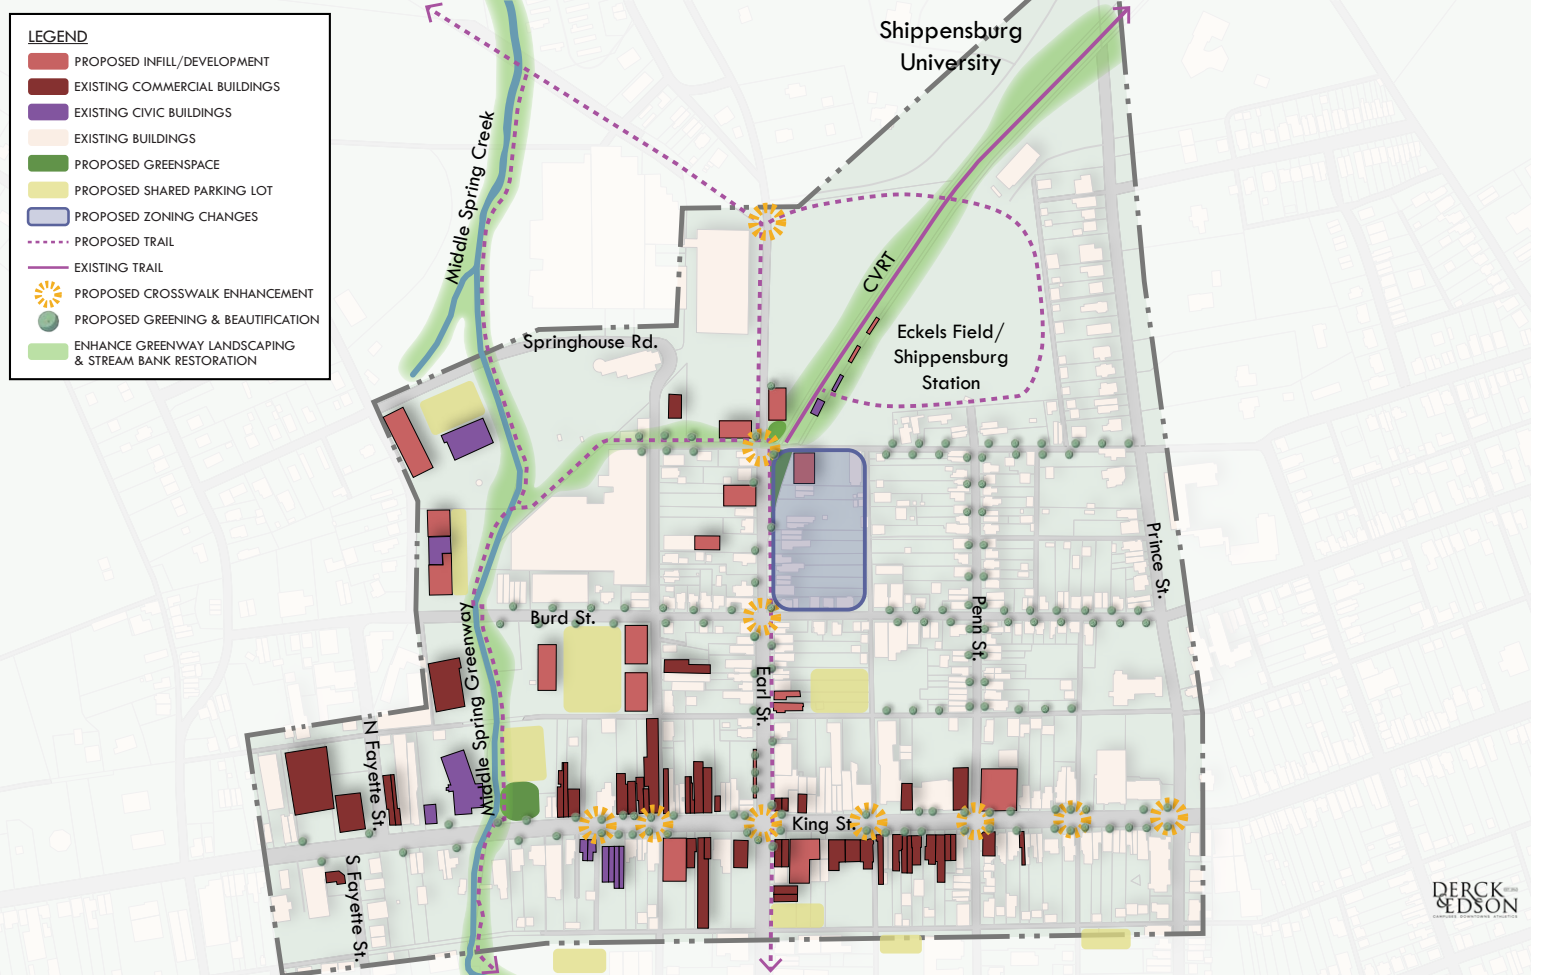 LEGEND
PROPOSED INFILL/DEVELOPMENT
EXISTING COMMERCIAL BUILDINGS
EXISTING CIVIC BUILDINGS
EXISTING BUILDINGS
PROPOSED GREENSPACE
PROPOSED SHARED PARKING LOT
PROPOSED ZONING CHANGES
PROPOSED TRAIL
EXISTING TRAIL
PROPOSED CROSSWALK ENHANCEMENT
PROPOSED GREENING & BEAUTIFICATION
ENHANCE GREENWAY LANDSCAPING
& STREAM BANK RESTORATION
Shippensburg
University
Middle Spring Creek
CVRT
Springhouse Rd.
Eckels Field/
Shippensburg
Station
Prince St.
Burd St.
Penn St.
Middle Spring Greenway
Earl St.
N Fayette St.
King St.
S Fayette St.
DERCK
&EDSON